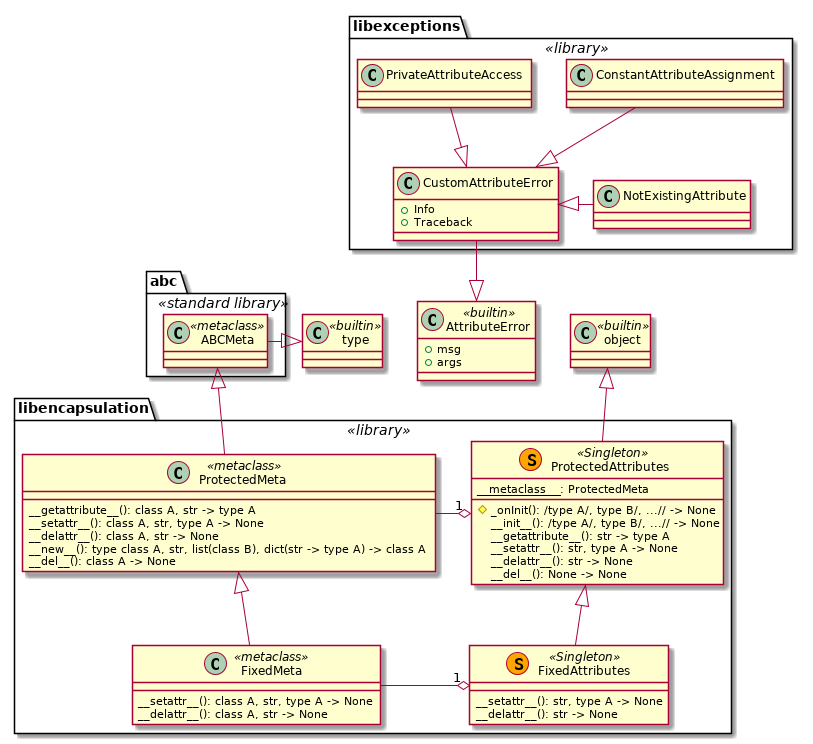 libexceptions
«library»
C PrivateAttributeAccess
C ConstantAttributeAssignment
C CustomAttributeError
Info
Traceback
C NotExistingAttribute
abc
«standard library»
C «metaclass»
ABCMeta
C «builtin»
type
C «builtin»
AttributeError
msg
args
C «builtin»
object
libencapsulation
«library»
C «metaclass»
ProtectedMeta
__getattribute__(): class A, str -> type A
__setattr__(): class A, str, type A -> None
__delattr__(): class A, str -> None
__new__(): type class A, str, list(class B), dict(str -> type A) -> class A
__del__(): class A -> None
1
S «Singleton»
ProtectedAttributes
__metaclass__: ProtectedMeta
_onInit(): /type A/, type B/, ...// -> None
__init__(): /type A/, type B/, ...// -> None
__getattribute__(): str -> type A
__setattr__(): str, type A -> None
__delattr__(): str -> None
__del__(): None -> None
C «metaclass»
FixedMeta
__setattr__(): class A, str, type A -> None
__delattr__(): class A, str -> None
1
S «Singleton»
FixedAttributes
__setattr__(): str, type A -> None
__delattr__(): str -> None